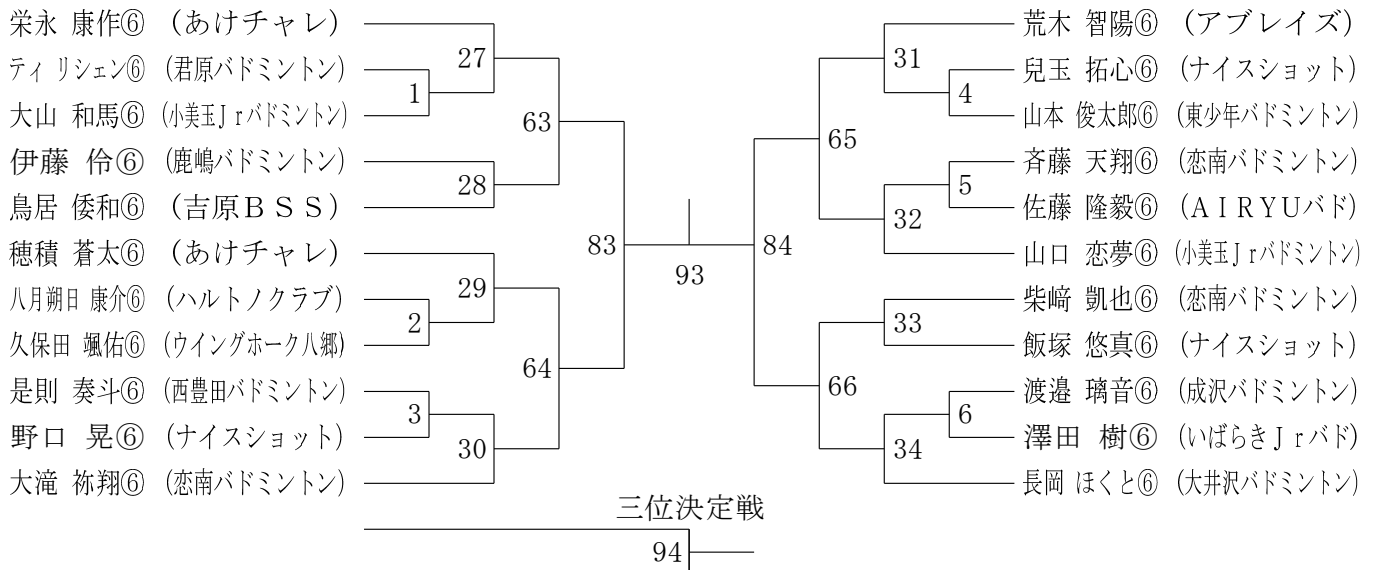 栄永 康作⑥ (あけチャレ)
ティ リシェン⑥ (君原バドミントン)
大山 和馬⑥ (小美玉Jrバドミントン)
伊藤 伶⑥ (鹿嶋バドミントン)
鳥居 倭和⑥ (吉原BSS)
穂積 蒼太⑥ (あけチャレ)
八月朔日 康介⑥ (ハルトノクラブ)
久保田 颯佑⑥ (ウイングホーク八郷)
是則 奏斗⑥ (西豊田バドミントン)
野口 晃⑥ (ナイスショット)
大滝 祢翔⑥ (恋南バドミントン)
27
1
63
28
83
29
2
64
3
30
93
31
4
65
5
32
84
33
66
6
34
荒木 智陽⑥ (アブレイズ)
兒玉 拓心⑥ (ナイスショット)
山本 俊太郎⑥ (東少年バドミントン)
斉藤 天翔⑥ (恋南バドミントン)
佐藤 隆毅⑥ (AIRYUバド)
山口 恋夢⑥ (小美玉Jrバドミントン)
柴﨑 凱也⑥ (恋南バドミントン)
飯塚 悠真⑥ (ナイスショット)
渡邉 璃音⑥ (成沢バドミントン)
澤田 樹⑥ (いばらきJrバド)
長岡 ほくと⑥ (大井沢バドミントン)
三位決定戦
94